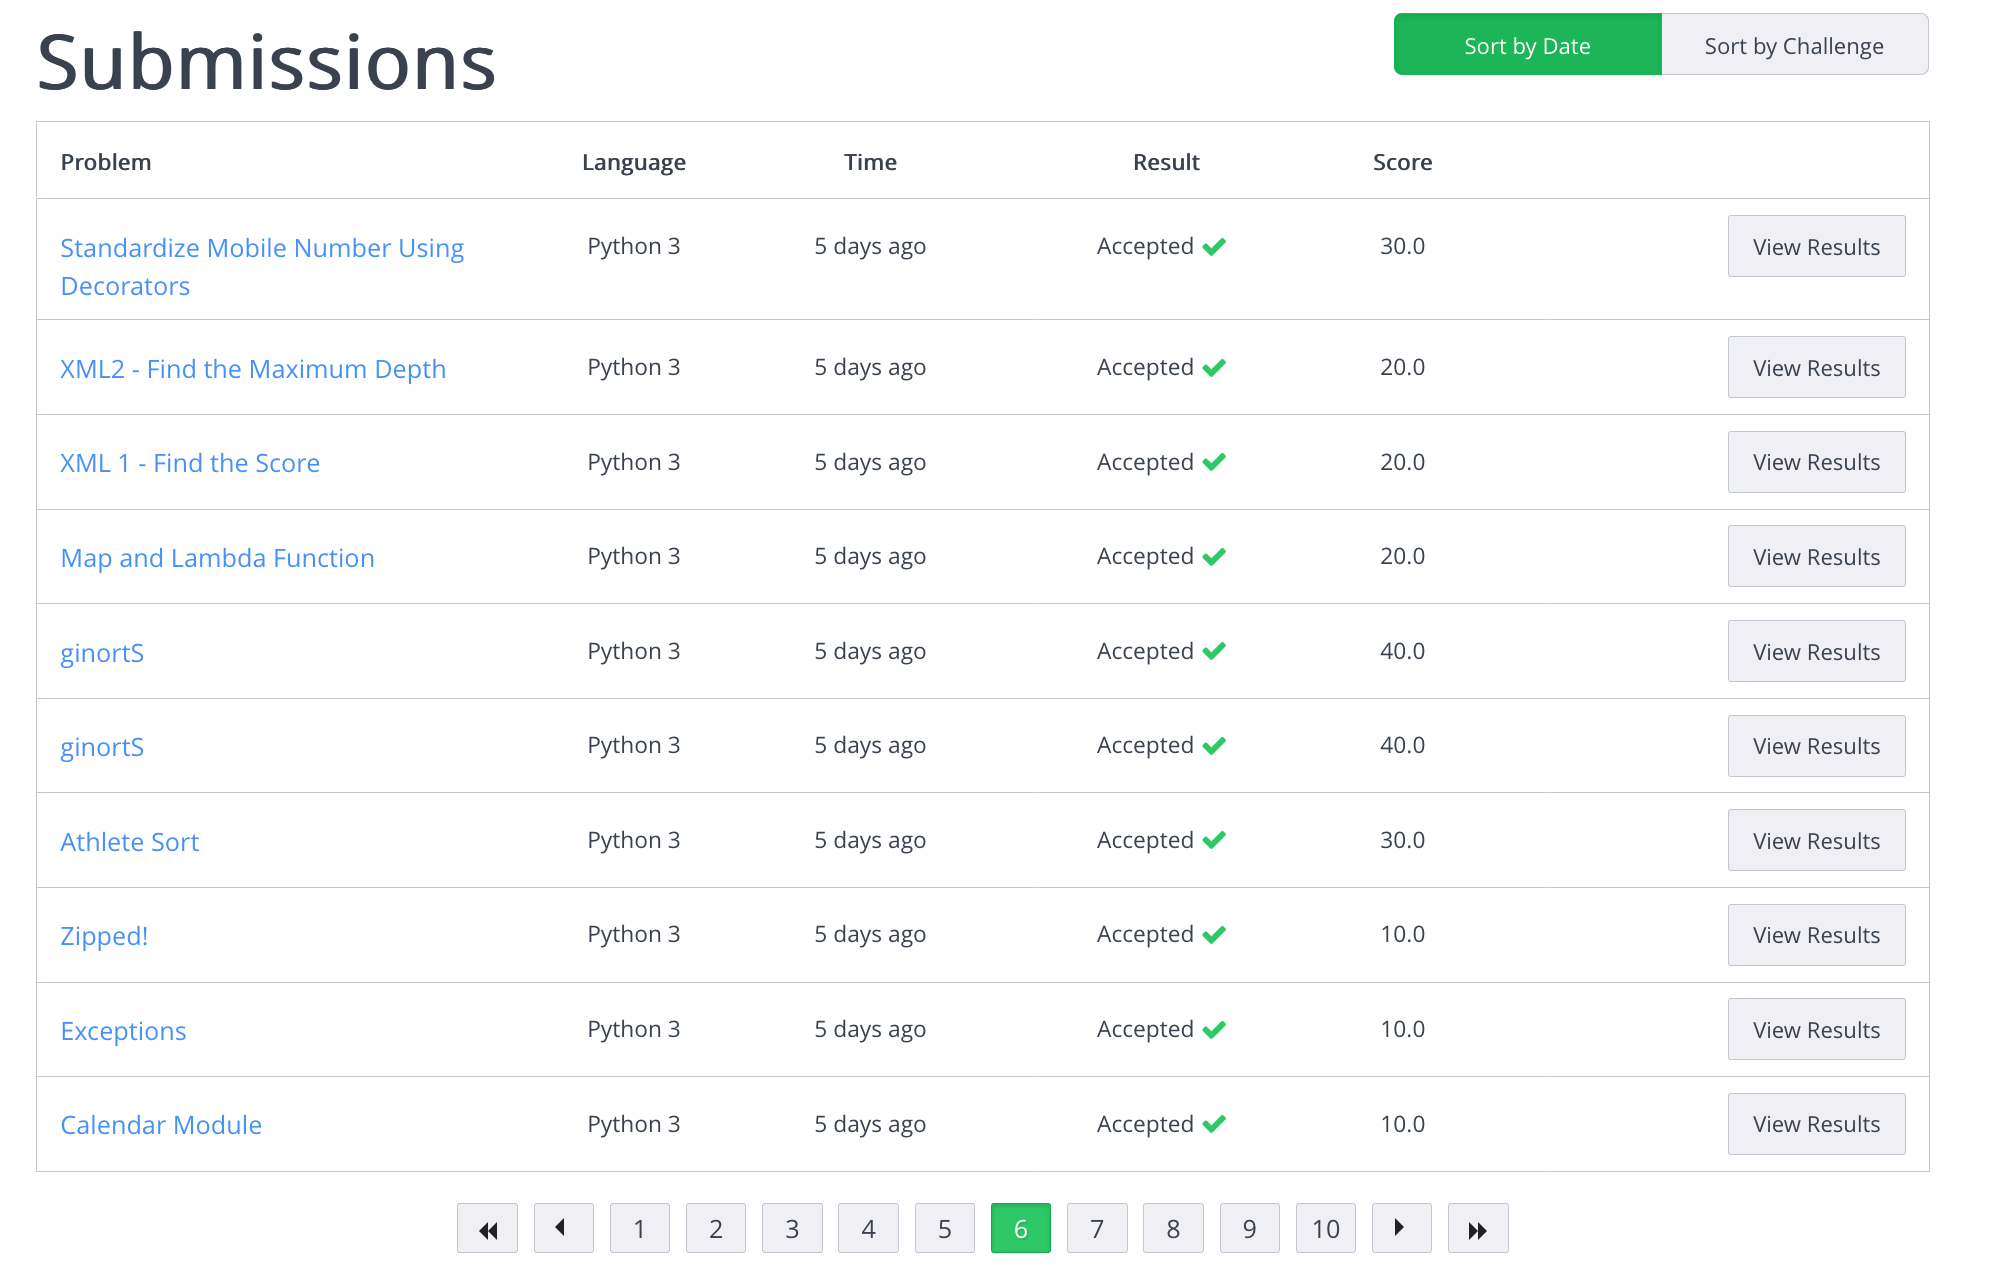 Submissions
Sort by Date Sort by Challenge
Problem Language Time Result Score
Standardize Mobile Number Using
Decorators
Python 3 5 days ago Accepted 30.0 View Results
XML2 - Find the Maximum Depth Python 3 5 days ago Accepted 20.0 View Results
XML 1 - Find the Score Python 3 5 days ago Accepted 20.0 View Results
Map and Lambda Function Python 3 5 days ago Accepted 20.0 View Results
ginortS Python 3 5 days ago Accepted 40.0 View Results
ginortS Python 3 5 days ago Accepted 40.0 View Results
Athlete Sort Python 3 5 days ago Accepted 30.0 View Results
Zipped! Python 3 5 days ago Accepted 10.0 View Results
Exceptions Python 3 5 days ago Accepted 10.0 View Results
Calendar Module Python 3 5 days ago Accepted 10.0 View Results
1 2 3 4 5 6 7 8 9 10